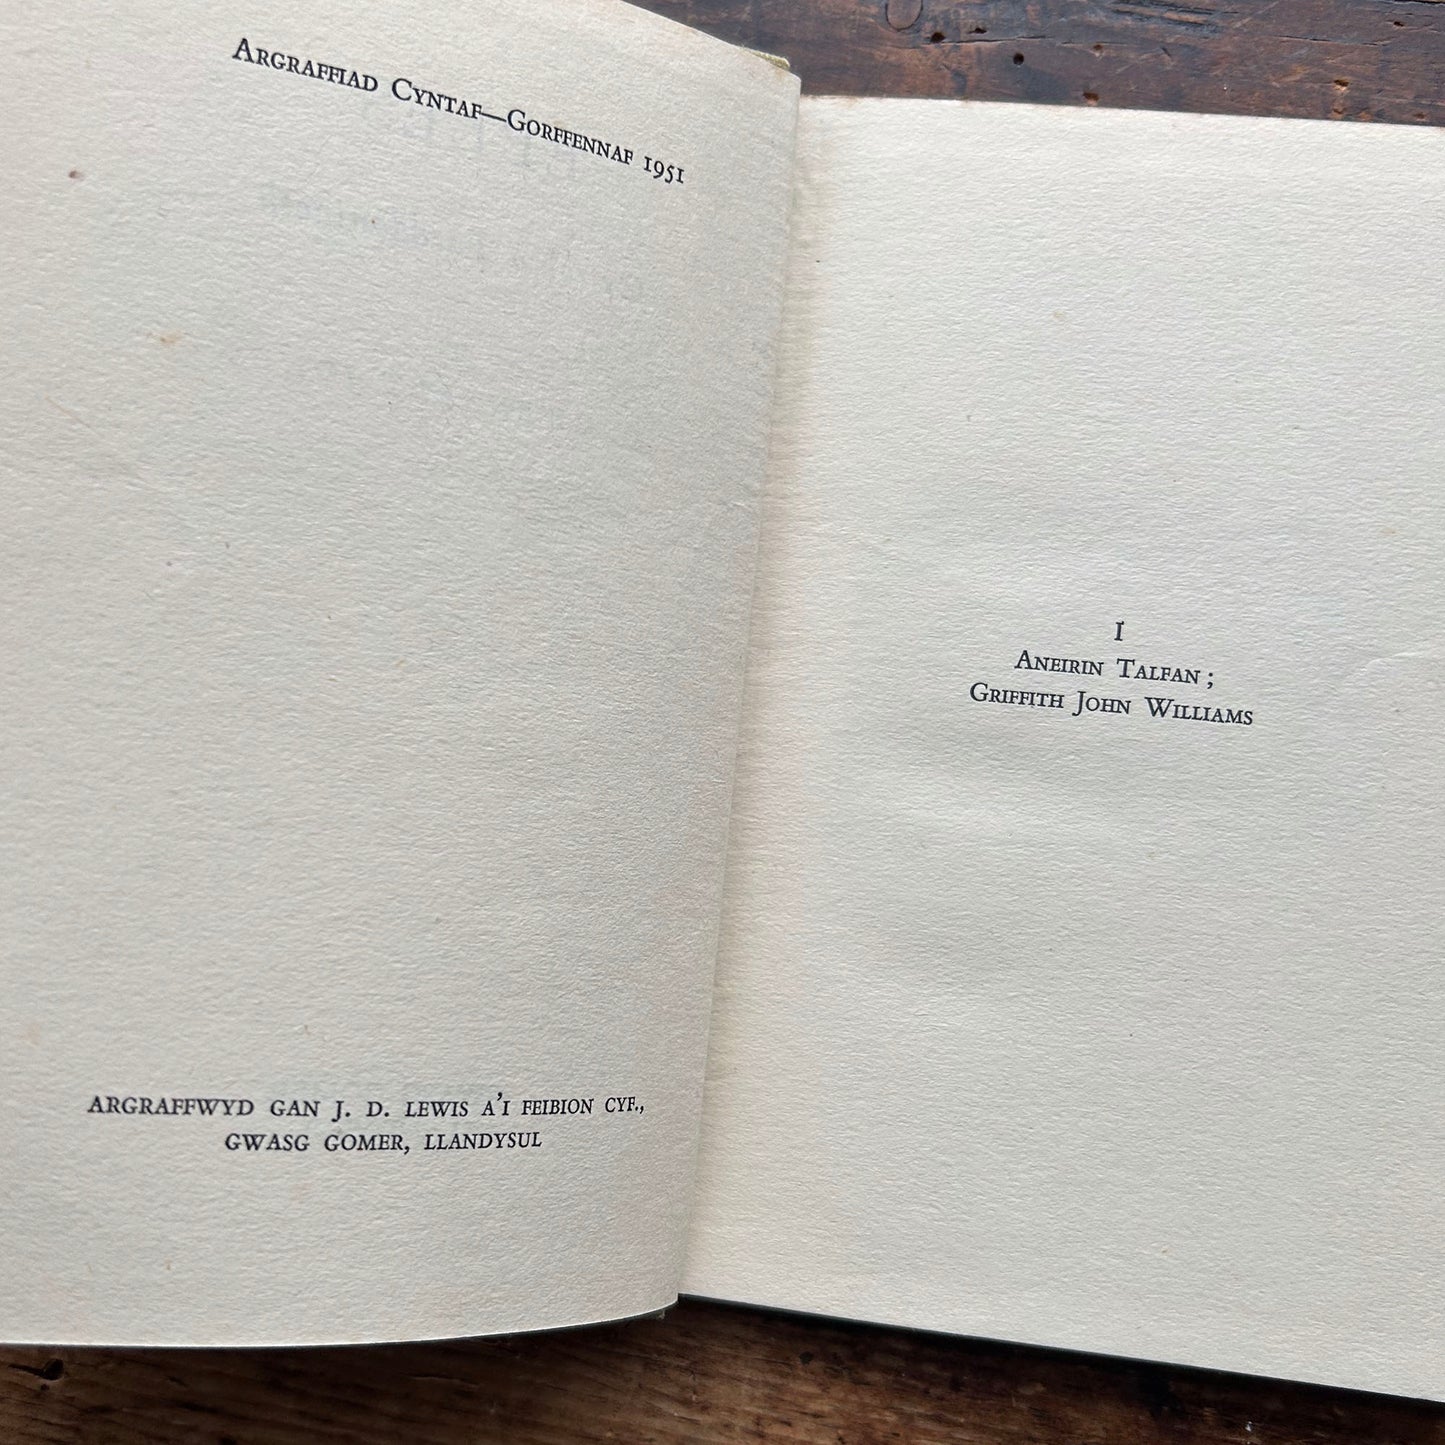 Argraffiad Cyntaf—Gorffennaf 1951
ARGRAFFWYD GAN J. D. LEWIS A'I FEIBION CYF.,
GWASG GOMER, LLANDYSUL
I
Aneirin Talfan ;
Griffith John Williams